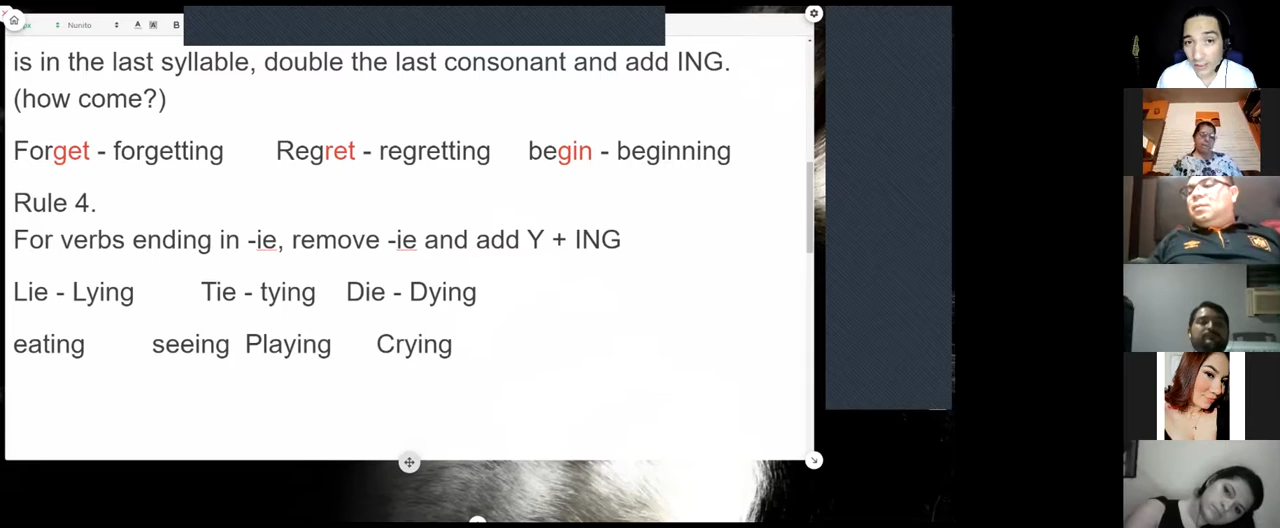 px Nunito A A B
is in the last syllable, double the last consonant and add ING.
(how come?)
Forget - forgetting Regret - regretting begin - beginning
Rule 4.
For verbs ending in -ie, remove -ie and add Y + ING
Lie - Lying Tie - tying Die - Dying
eating seeing Playing Crying